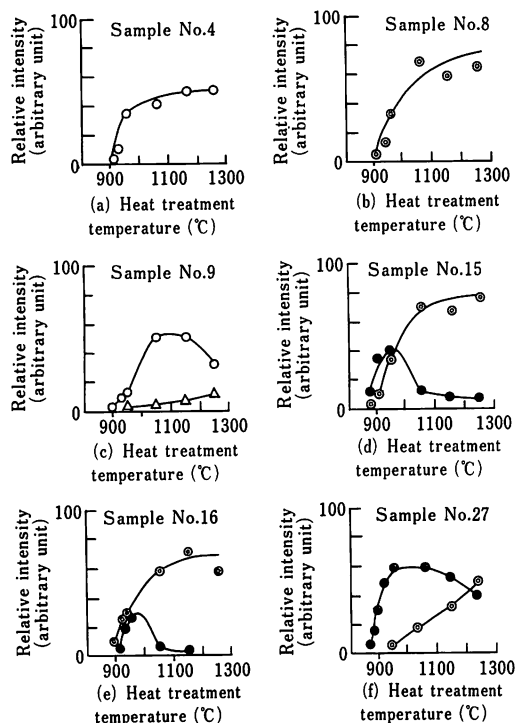 Sample No.4
Relative intensity
(arbitrary unit)
100
0
900 1100 1300
(a) Heat treatment
temperature (℃)
Sample No.8
Relative intensity
(arbitrary unit)
100
0
900 1100 1300
(b) Heat treatment
temperature (℃)
Sample No.9
Relative intensity
(arbitrary unit)
100
0
900 1100 1300
(c) Heat treatment
temperature (℃)
Sample No.15
Relative intensity
(arbitrary unit)
100
0
900 1100 1300
(d) Heat treatment
temperature (℃)
Sample No.16
Relative intensity
(arbitrary unit)
100
0
900 1100 1300
(e) Heat treatment
temperature (℃)
Sample No.27
Relative intensity
(arbitrary unit)
100
0
900 1100 1300
(f) Heat treatment
temperature (℃)